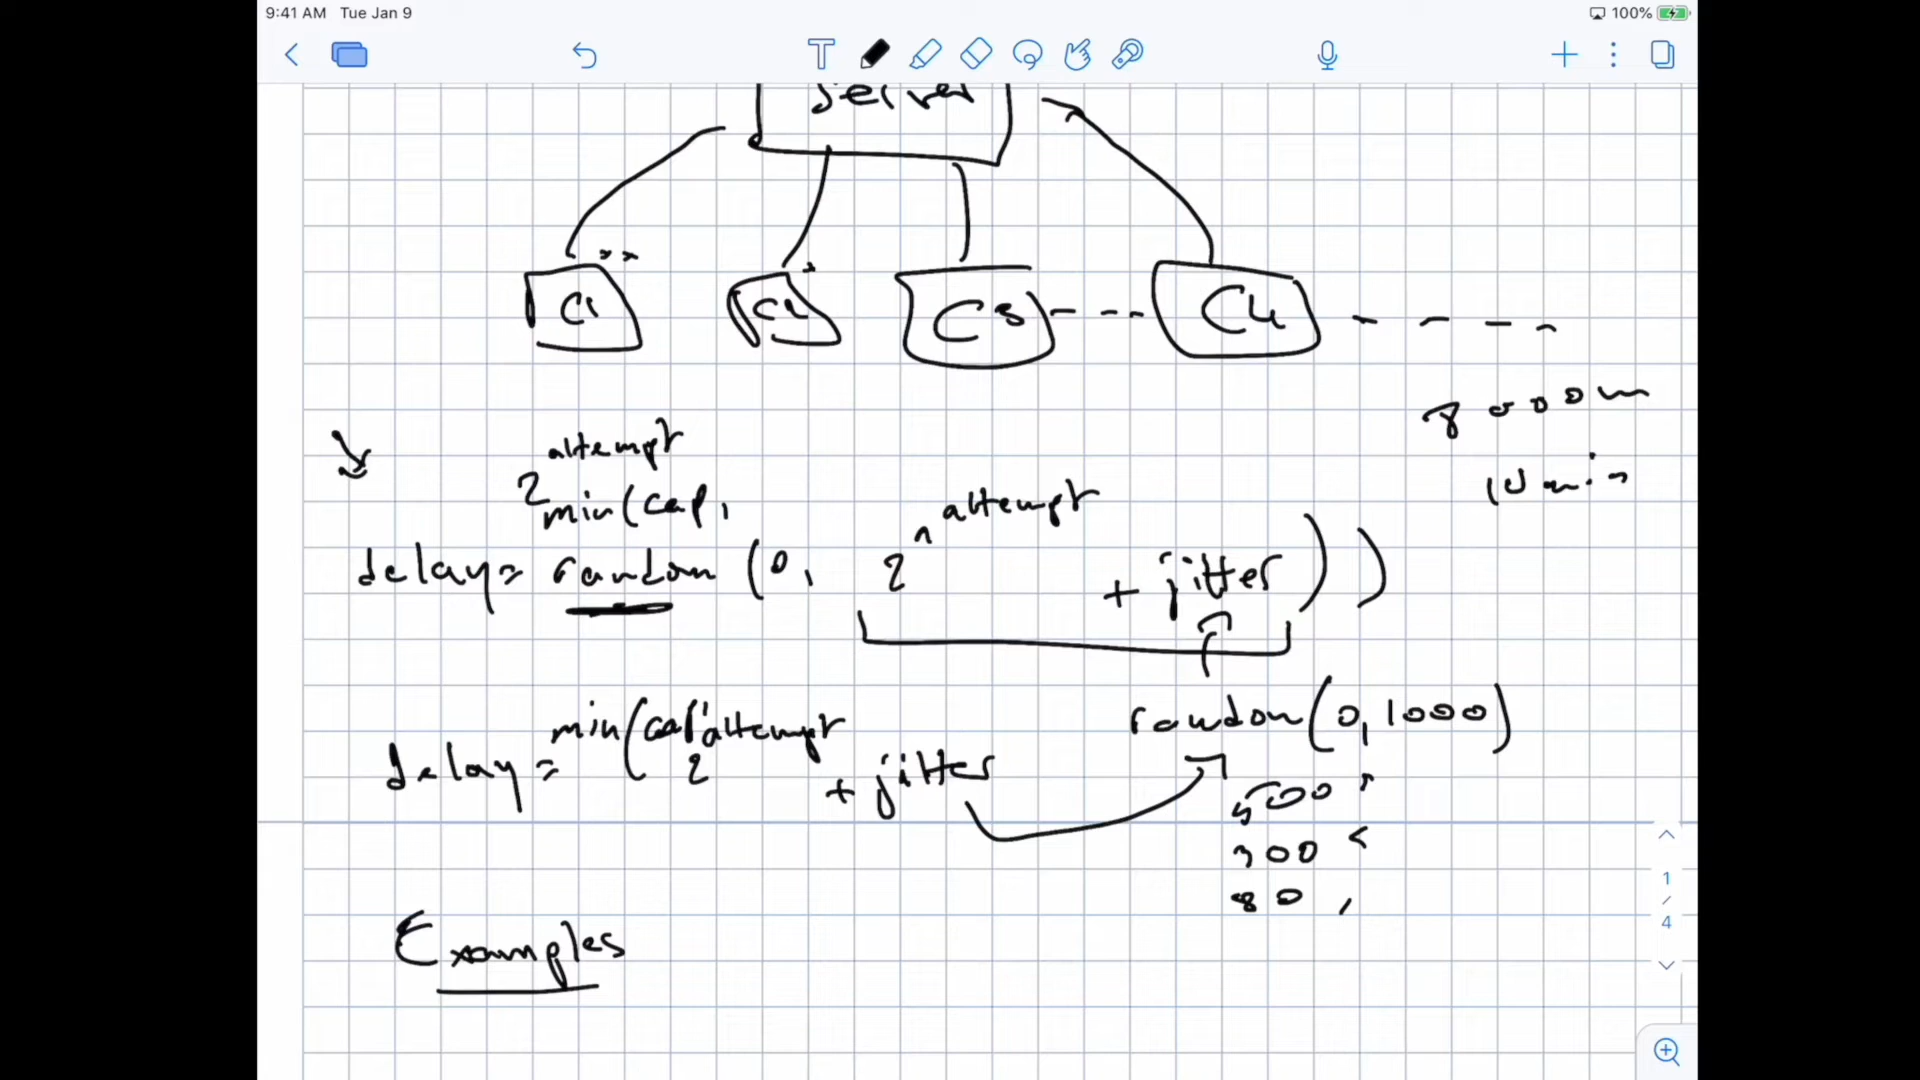 9:41 AM Tue Jan 9 100%
Server
C1 C2 C3 C4
8000m
10 min
attempt
2
min(cap,
attempt
delay= random (0, 2^ + jitter))
random(0,1000)
min(cap, attempt
delay= 2 + jitter
500
300
80
1
4
Examples